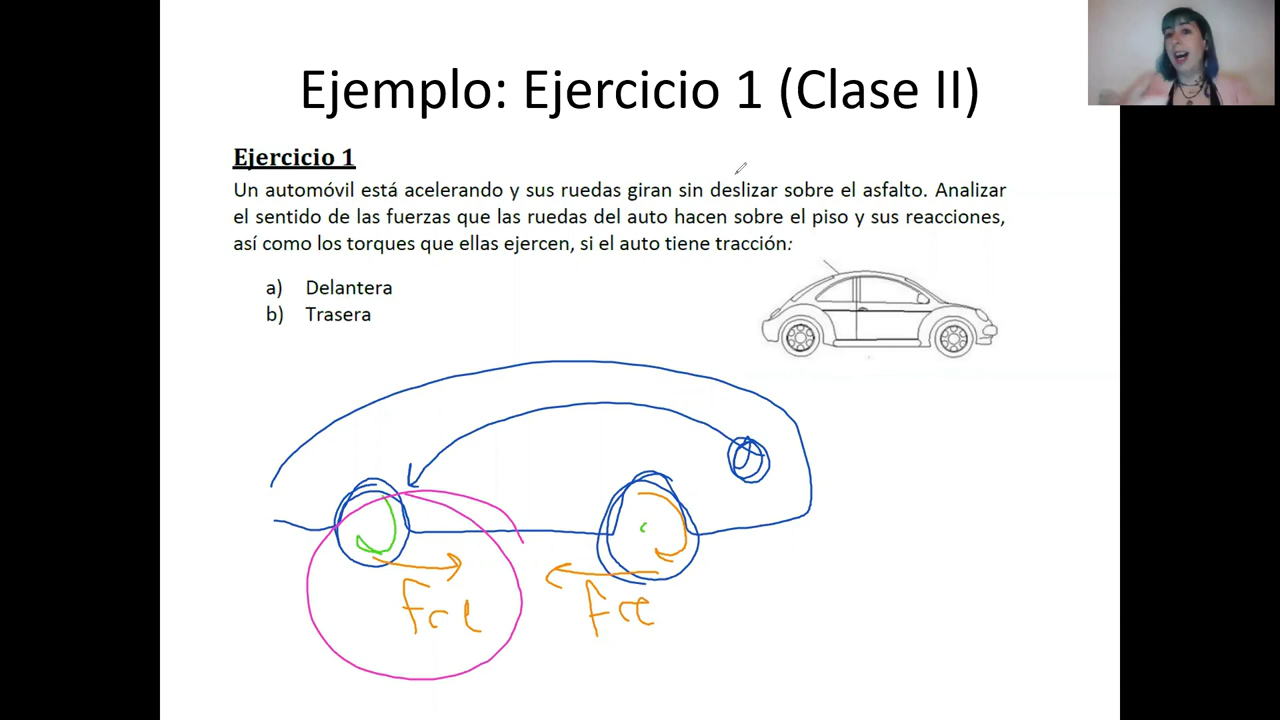 Ejemplo: Ejercicio 1 (Clase II)
Ejercicio 1
Un automóvil está acelerando y sus ruedas giran sin deslizar sobre el asfalto. Analizar
el sentido de las fuerzas que las ruedas del auto hacen sobre el piso y sus reacciones,
así como los torques que ellas ejercen, si el auto tiene tracción:
a) Delantera
b) Trasera